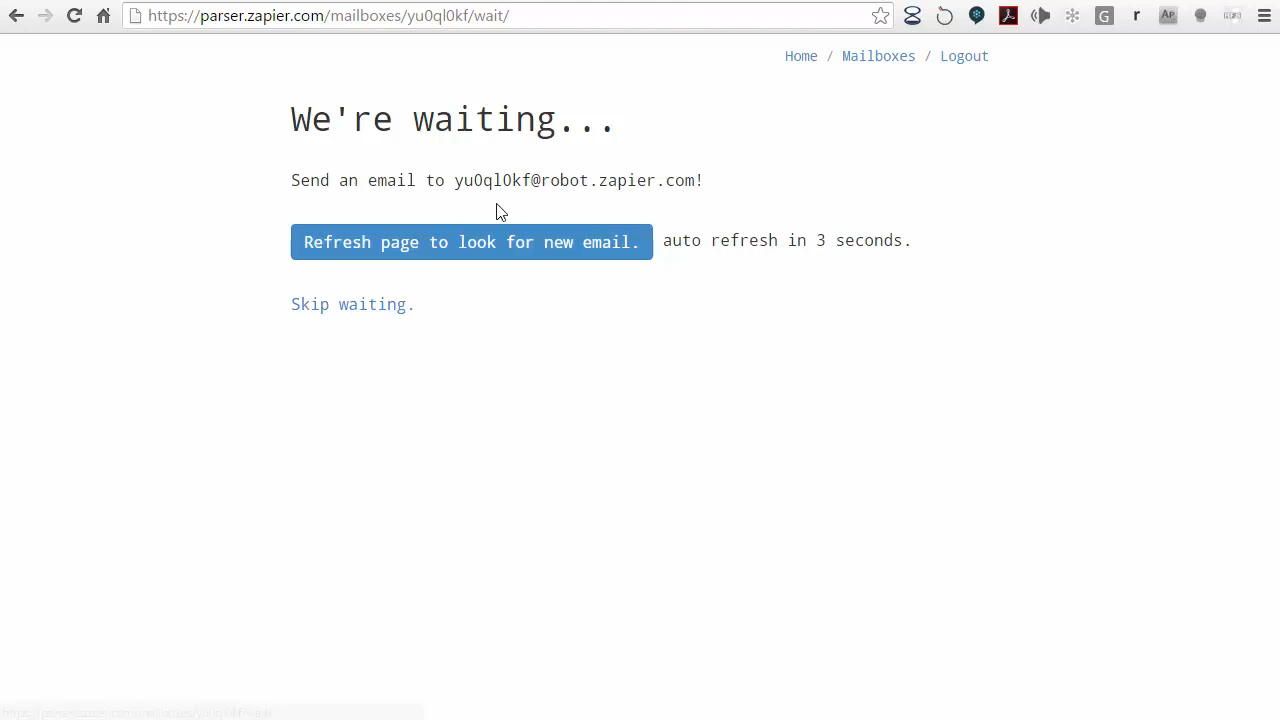 https://parser.zapier.com/mailboxes/yu0ql0kf/wait/
Home / Mailboxes / Logout
We're waiting...
Send an email to yu0ql0kf@robot.zapier.com!
Refresh page to look for new email. auto refresh in 3 seconds.
Skip waiting.